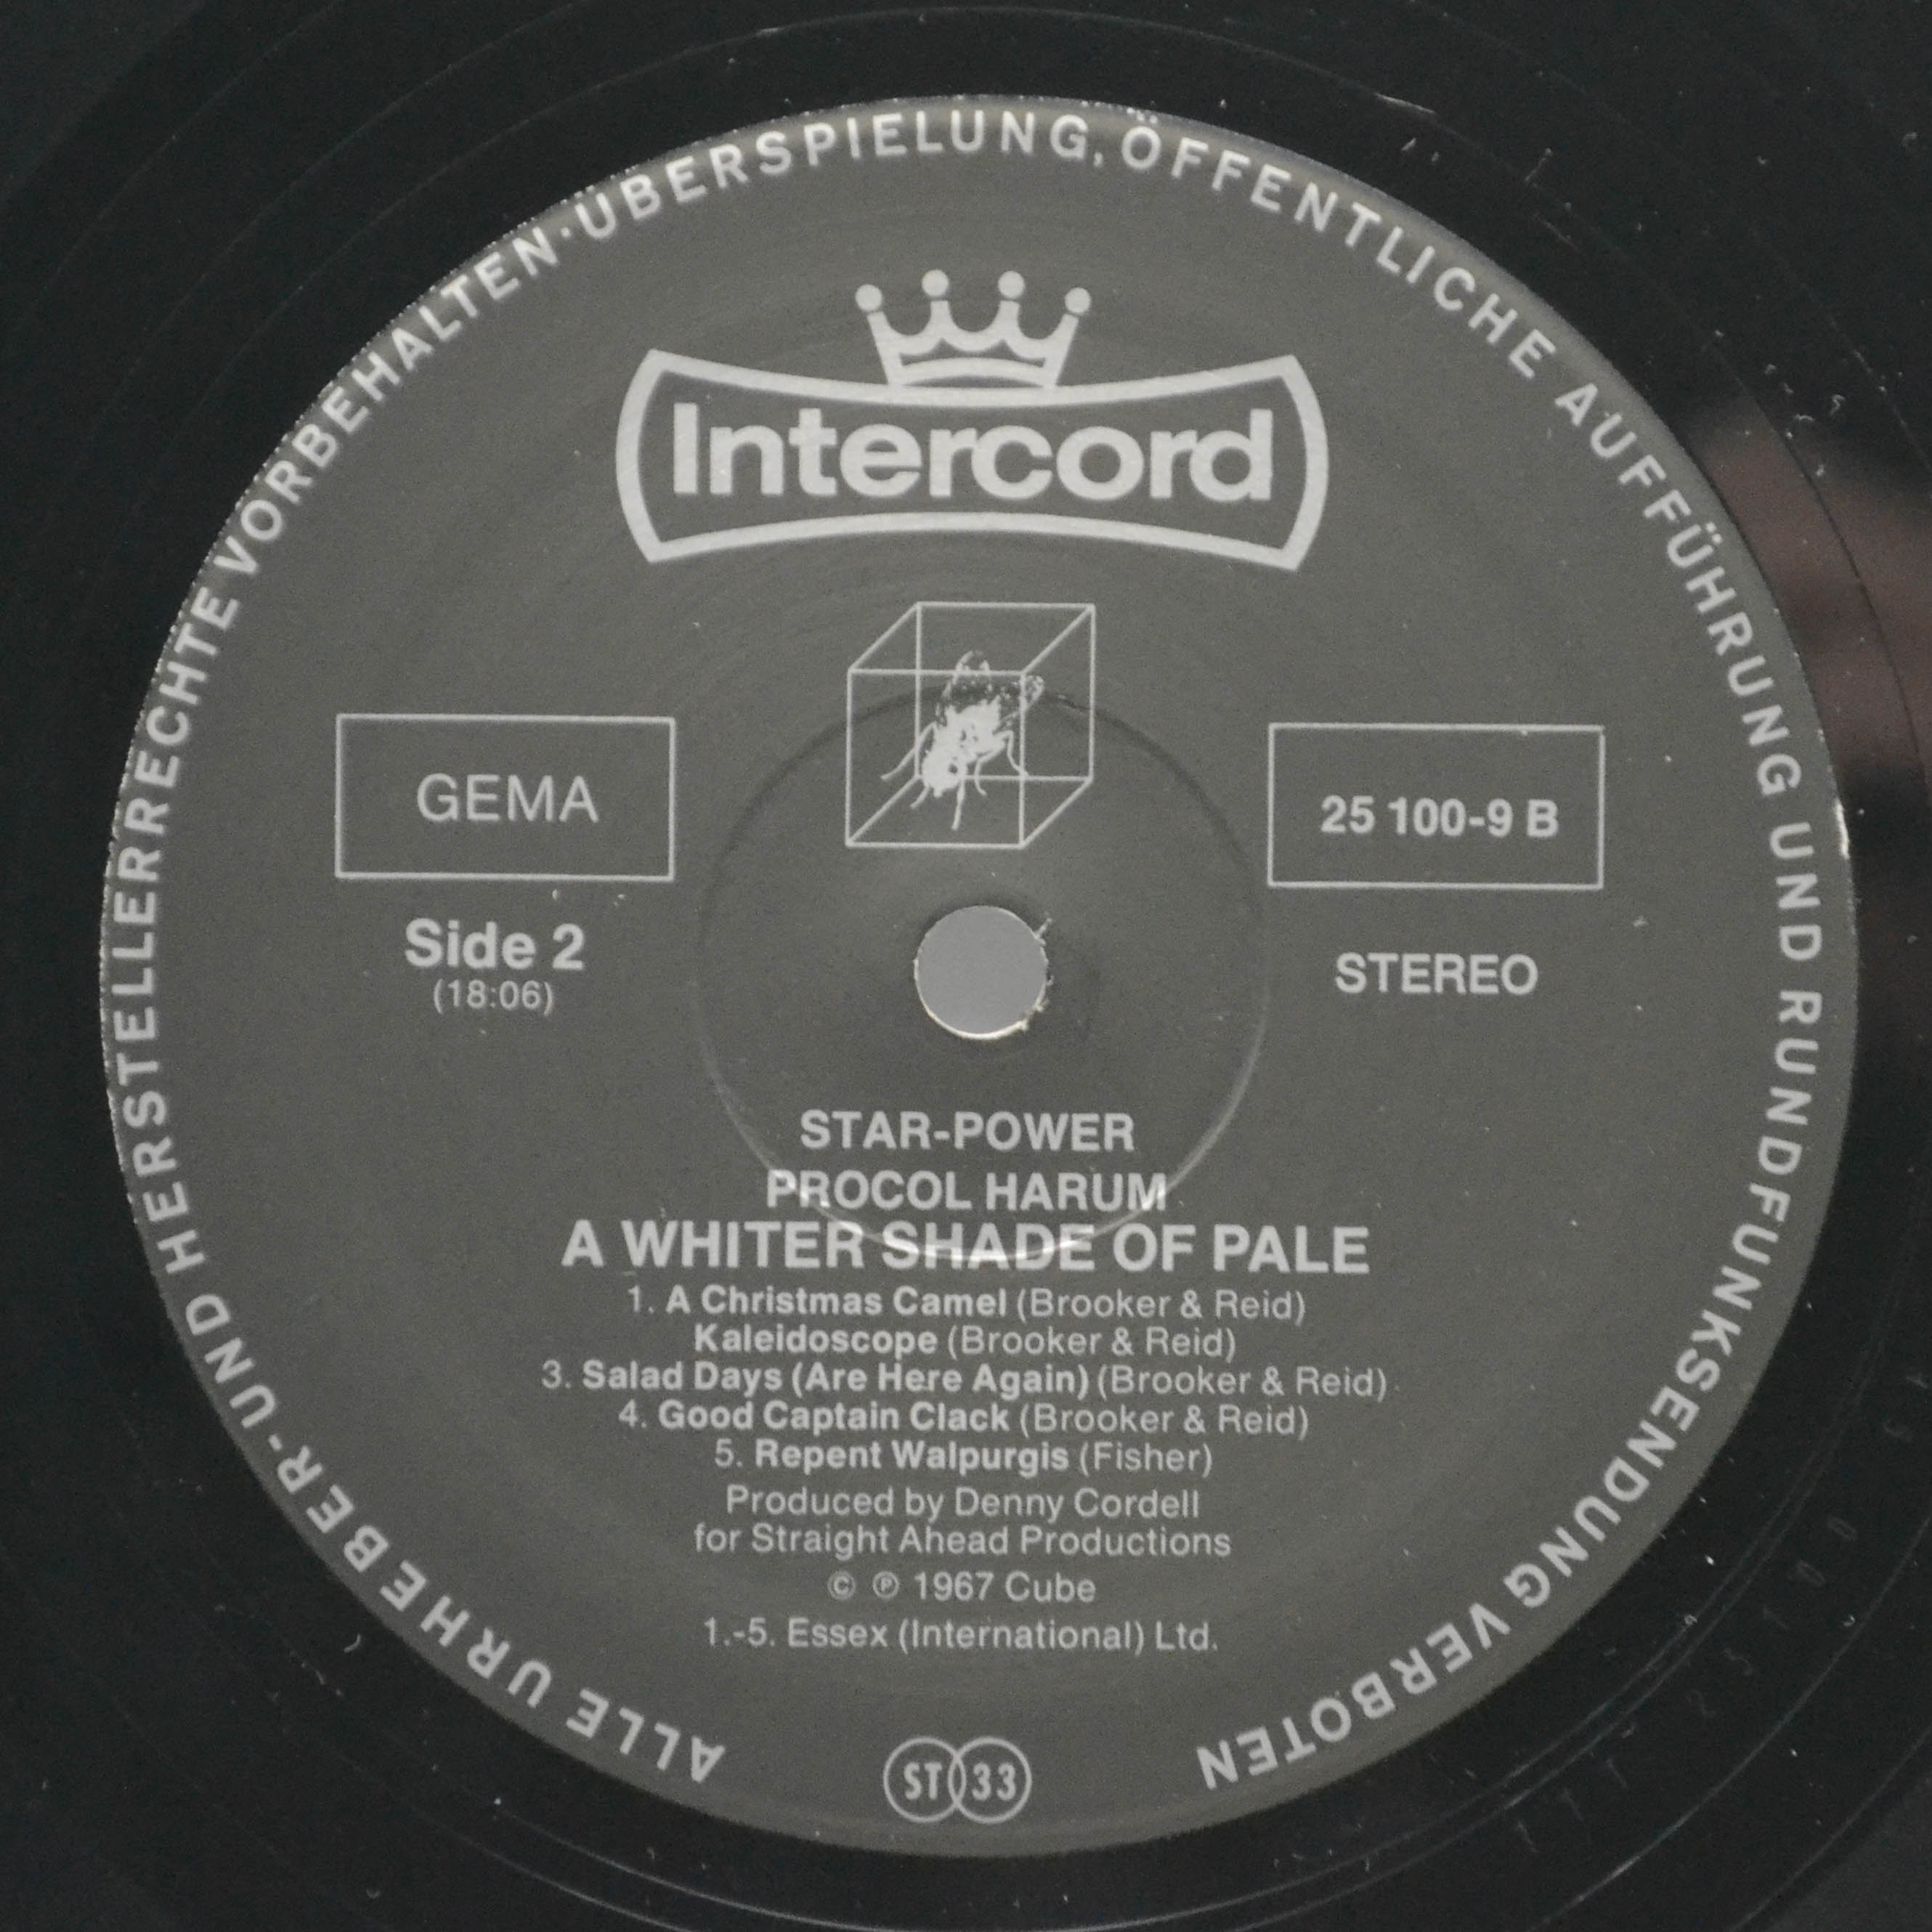 ALLE URHEBER- UND HERSTELLERRECHTE VORBEHALTEN · ÜBERSPIELUNG, ÖFFENTLICHE AUFFÜHRUNG UND RUNDFUNKSENDUNG VERBOTEN
Intercord
GEMA
25 100-9 B
Side 2
(18:06)
STEREO
STAR-POWER
PROCOL HARUM
A WHITER SHADE OF PALE
1. A Christmas Camel (Brooker & Reid)
Kaleidoscope (Brooker & Reid)
3. Salad Days (Are Here Again) (Brooker & Reid)
4. Good Captain Clack (Brooker & Reid)
5. Repent Walpurgis (Fisher)
Produced by Denny Cordell
for Straight Ahead Productions
© ℗ 1967 Cube
1.-5. Essex (International) Ltd.
ST 33